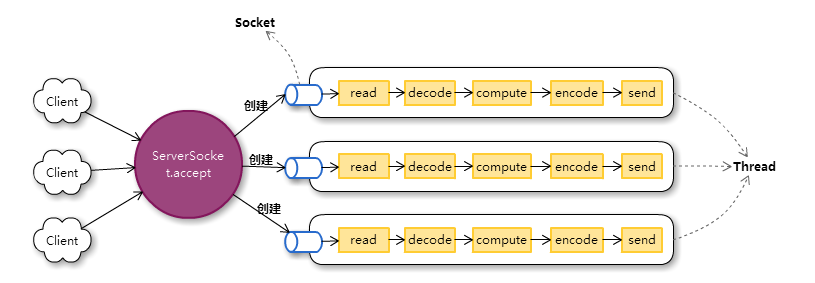 Socket
Client
Client
Client
ServerSocke
t.accept
创建
创建
创建
read decode compute encode send
read decode compute encode send
read decode compute encode send
Thread